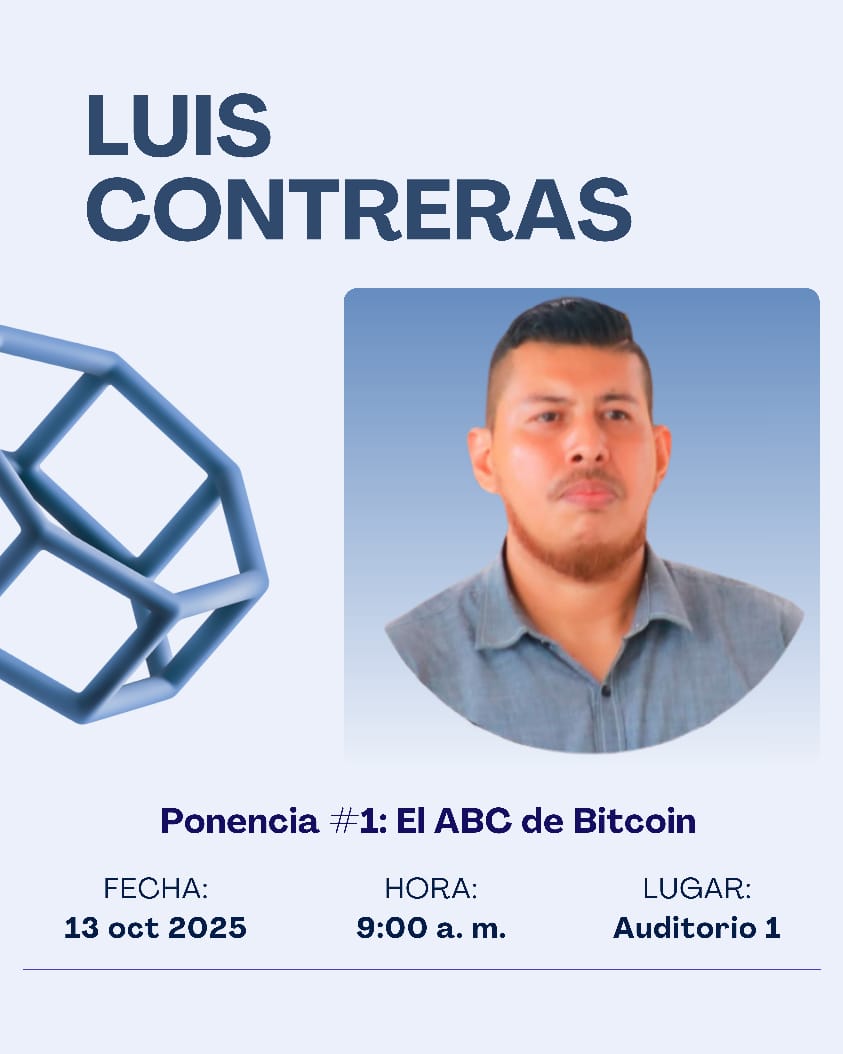 LUIS
CONTRERAS
Ponencia #1: El ABC de Bitcoin
FECHA: HORA: LUGAR:
13 oct 2025 9:00 a. m. Auditorio 1